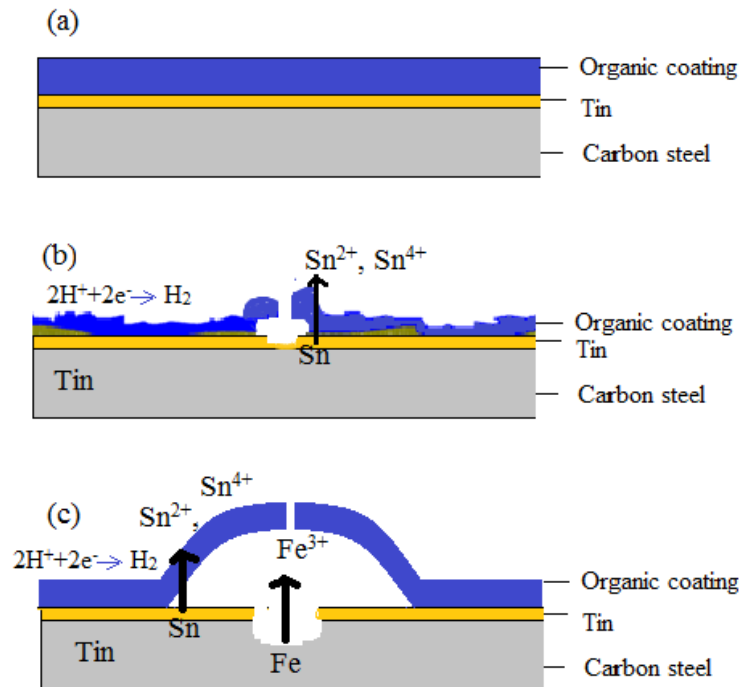 (a)
Organic coating
Tin
Carbon steel
(b)
Sn²⁺, Sn⁴⁺
2H⁺+2e⁻→ H₂
Organic coating
Tin
Sn
Tin
Carbon steel
(c)
Sn⁴⁺
Sn²⁺,
Fe³⁺
2H⁺+2e⁻→ H₂
Organic coating
Tin
Sn
Tin
Fe
Carbon steel